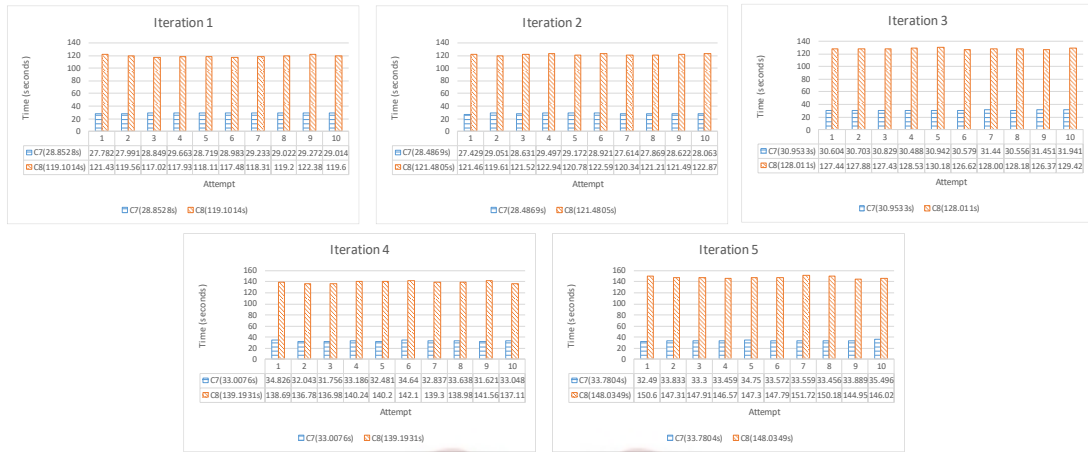 Iteration 1
Time (seconds)
140
120
100
80
60
40
20
0
1 2 3 4 5 6 7 8 9 10
C7(28.8528s) 27.782 27.991 28.849 29.663 28.719 28.983 29.233 29.022 29.272 29.014
C8(119.1014s) 121.43 119.56 117.02 117.93 118.11 117.48 118.31 119.2 122.38 119.6
Attempt
C7(28.8528s) C8(119.1014s)
Iteration 2
Time (seconds)
140
120
100
80
60
40
20
0
1 2 3 4 5 6 7 8 9 10
C7(28.4869s) 27.429 29.051 28.631 29.497 29.172 28.921 27.614 27.869 28.622 28.063
C8(121.4805s) 121.46 119.61 121.52 122.94 120.78 122.59 120.34 121.21 121.49 122.87
Attempt
C7(28.4869s) C8(121.4805s)
Iteration 3
Time (seconds)
140
120
100
80
60
40
20
0
1 2 3 4 5 6 7 8 9 10
C7(30.9533s) 30.604 30.703 30.829 30.488 30.942 30.579 31.44 30.556 31.451 31.941
C8(128.011s) 127.44 127.88 127.43 128.53 130.18 126.62 128.00 128.18 126.37 129.42
Attempt
C7(30.9533s) C8(128.011s)
Iteration 4
Time (seconds)
160
140
120
100
80
60
40
20
0
1 2 3 4 5 6 7 8 9 10
C7(33.0076s) 34.826 32.043 31.756 33.186 32.481 34.64 32.837 33.638 31.621 33.048
C8(139.1931s) 138.69 136.78 136.98 140.24 140.2 142.1 139.3 138.98 141.56 137.11
Attempt
C7(33.0076s) C8(139.1931s)
Iteration 5
Time (seconds)
160
140
120
100
80
60
40
20
0
1 2 3 4 5 6 7 8 9 10
C7(33.7804s) 32.49 33.833 33.3 33.459 34.75 33.572 33.559 33.456 33.889 35.496
C8(148.0349s) 150.6 147.31 147.91 146.57 147.3 147.79 151.72 150.18 144.95 146.02
Attempt
C7(33.7804s) C8(148.0349s)